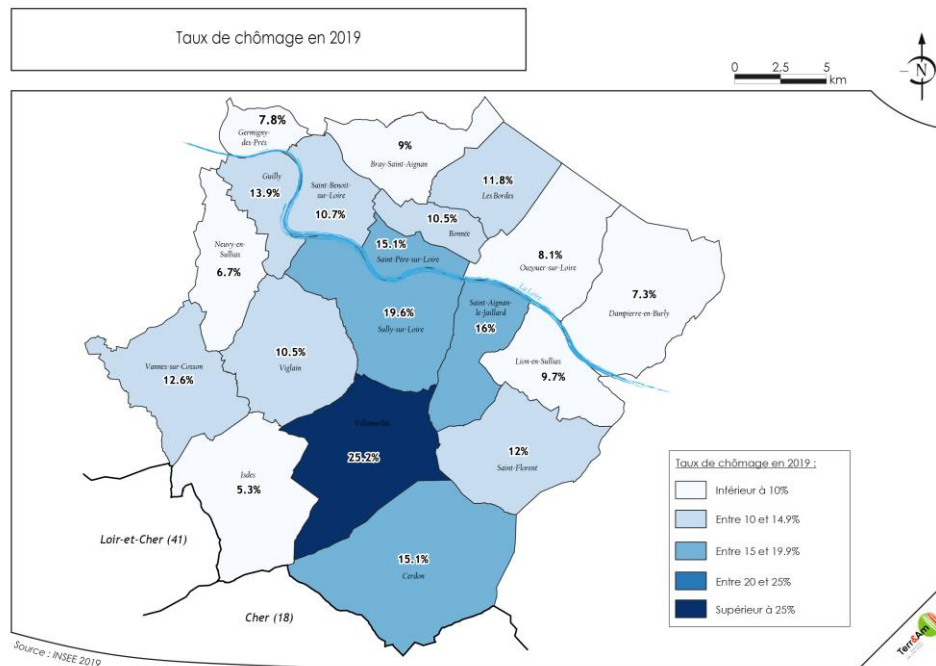 Taux de chômage en 2019
0 2,5 5
km
N
7.8%
Germigny-
des-Prés
9%
Bray-Saint-Aignan
Guilly
13.9%
Saint-Benoît-
sur-Loire
10.7%
11.8%
Les Bordes
10.5%
Bonnée
15.1%
Saint-Père-sur-Loire
Neuvy-en-
Sullias
6.7%
8.1%
Ouzouer-sur-Loire
La Loire
7.3%
Dampierre-en-Burly
19.6%
Sully-sur-Loire
Saint-Aignan-
le-Jaillard
16%
10.5%
Viglain
Lion-en-Sullias
9.7%
Vannes-sur-Cosson
12.6%
Villemurlin
25.2%
12%
Saint-Florent
Isdes
5.3%
15.1%
Cerdon
Loir-et-Cher (41)
Cher (18)
Taux de chômage en 2019 :
Inférieur à 10%
Entre 10 et 14.9%
Entre 15 et 19.9%
Entre 20 et 25%
Supérieur à 25%
Source : INSEE 2019
Terr&Am